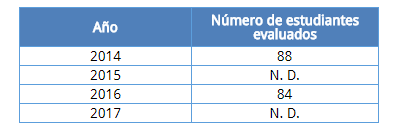 Año Número de estudiantes
evaluados
2014 88
2015 N. D.
2016 84
2017 N. D.